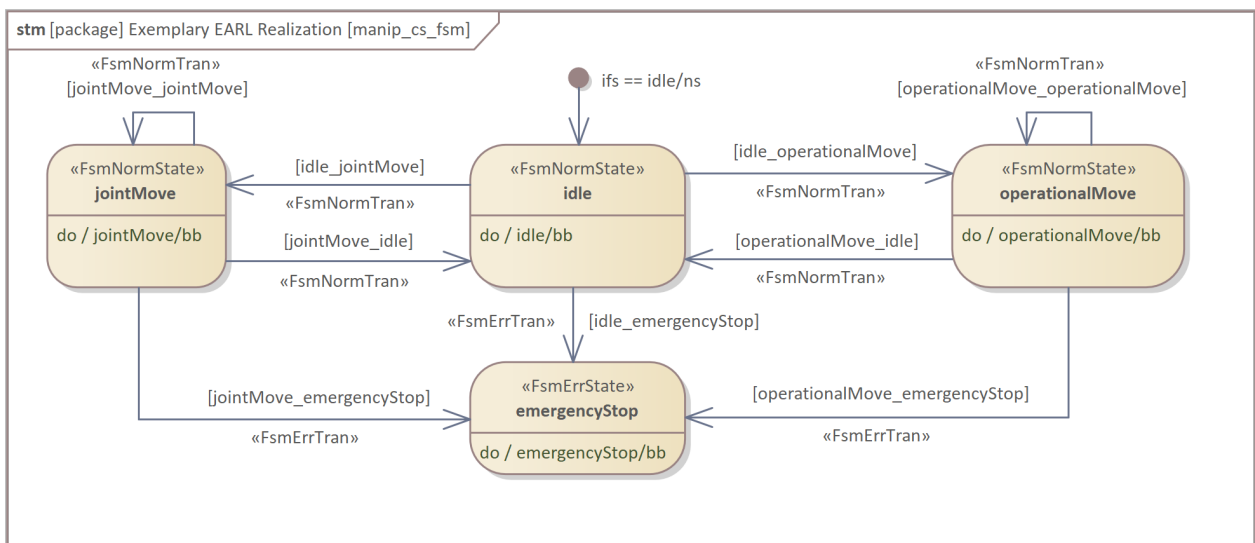 stm [package] Exemplary EARL Realization [manip_cs_fsm]
«FsmNormTran»
[jointMove_jointMove]
ifs == idle/ns
«FsmNormTran»
[operationalMove_operationalMove]
«FsmNormState»
jointMove
do / jointMove/bb
[idle_jointMove]
«FsmNormTran»
[jointMove_idle]
«FsmNormTran»
«FsmNormState»
idle
do / idle/bb
[idle_operationalMove]
«FsmNormTran»
[operationalMove_idle]
«FsmNormTran»
«FsmNormState»
operationalMove
do / operationalMove/bb
«FsmErrTran»
[idle_emergencyStop]
[jointMove_emergencyStop]
«FsmErrTran»
«FsmErrState»
emergencyStop
do / emergencyStop/bb
[operationalMove_emergencyStop]
«FsmErrTran»